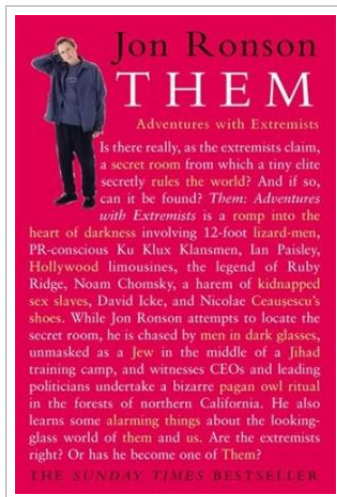 Jon Ronson
THEM
Adventures with Extremists
Is there really, as the extremists claim,
a secret room from which a tiny elite
secretly rules the world? And if so,
can it be found? Them: Adventures
with Extremists is a romp into the
heart of darkness involving 12-foot lizard-men,
PR-conscious Ku Klux Klansmen, Ian Paisley,
Hollywood limousines, the legend of Ruby
Ridge, Noam Chomsky, a harem of kidnapped
sex slaves, David Icke, and Nicolae Ceauşescu's
shoes. While Jon Ronson attempts to locate the
secret room, he is chased by men in dark glasses,
unmasked as a Jew in the middle of a Jihad
training camp, and witnesses CEOs and leading
politicians undertake a bizarre pagan owl ritual
in the forests of northern California. He also
learns some alarming things about the looking-
glass world of them and us. Are the extremists
right? Or has he become one of Them?
THE SUNDAY TIMES BESTSELLER